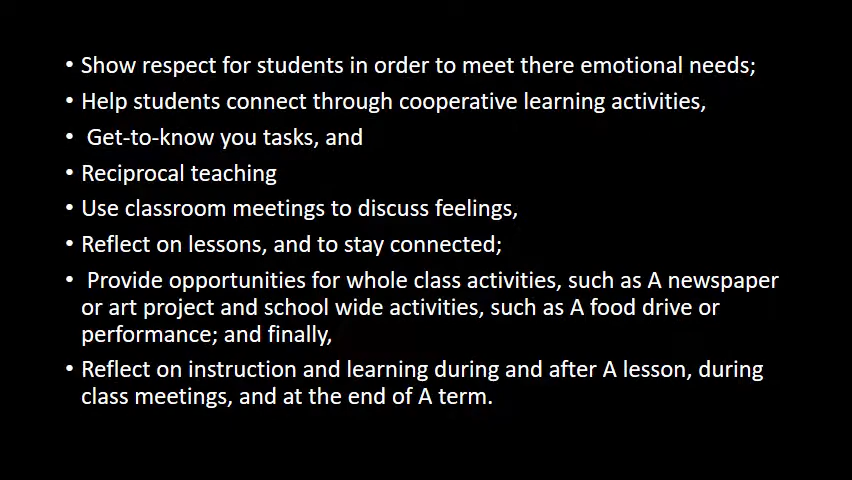 • Show respect for students in order to meet there emotional needs;
• Help students connect through cooperative learning activities,
• Get-to-know you tasks, and
• Reciprocal teaching
• Use classroom meetings to discuss feelings,
• Reflect on lessons, and to stay connected;
• Provide opportunities for whole class activities, such as A newspaper
or art project and school wide activities, such as A food drive or
performance; and finally,
• Reflect on instruction and learning during and after A lesson, during
class meetings, and at the end of A term.